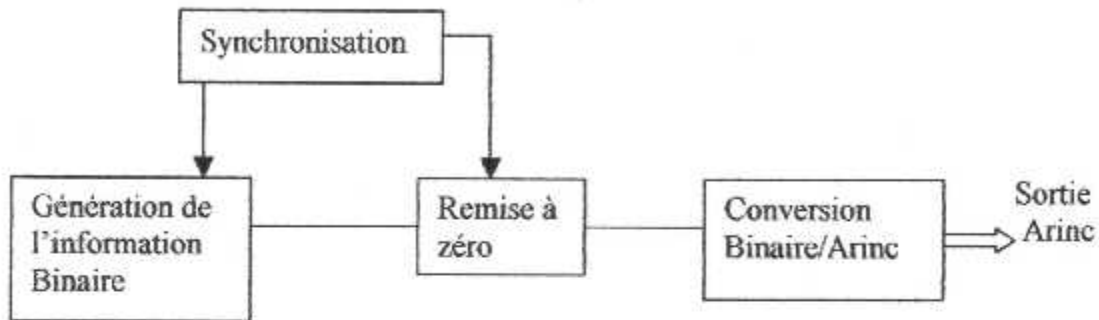 Synchronisation
Génération de
l'information
Binaire
Remise à
zéro
Conversion
Binaire/Arinc
Sortie
Arinc